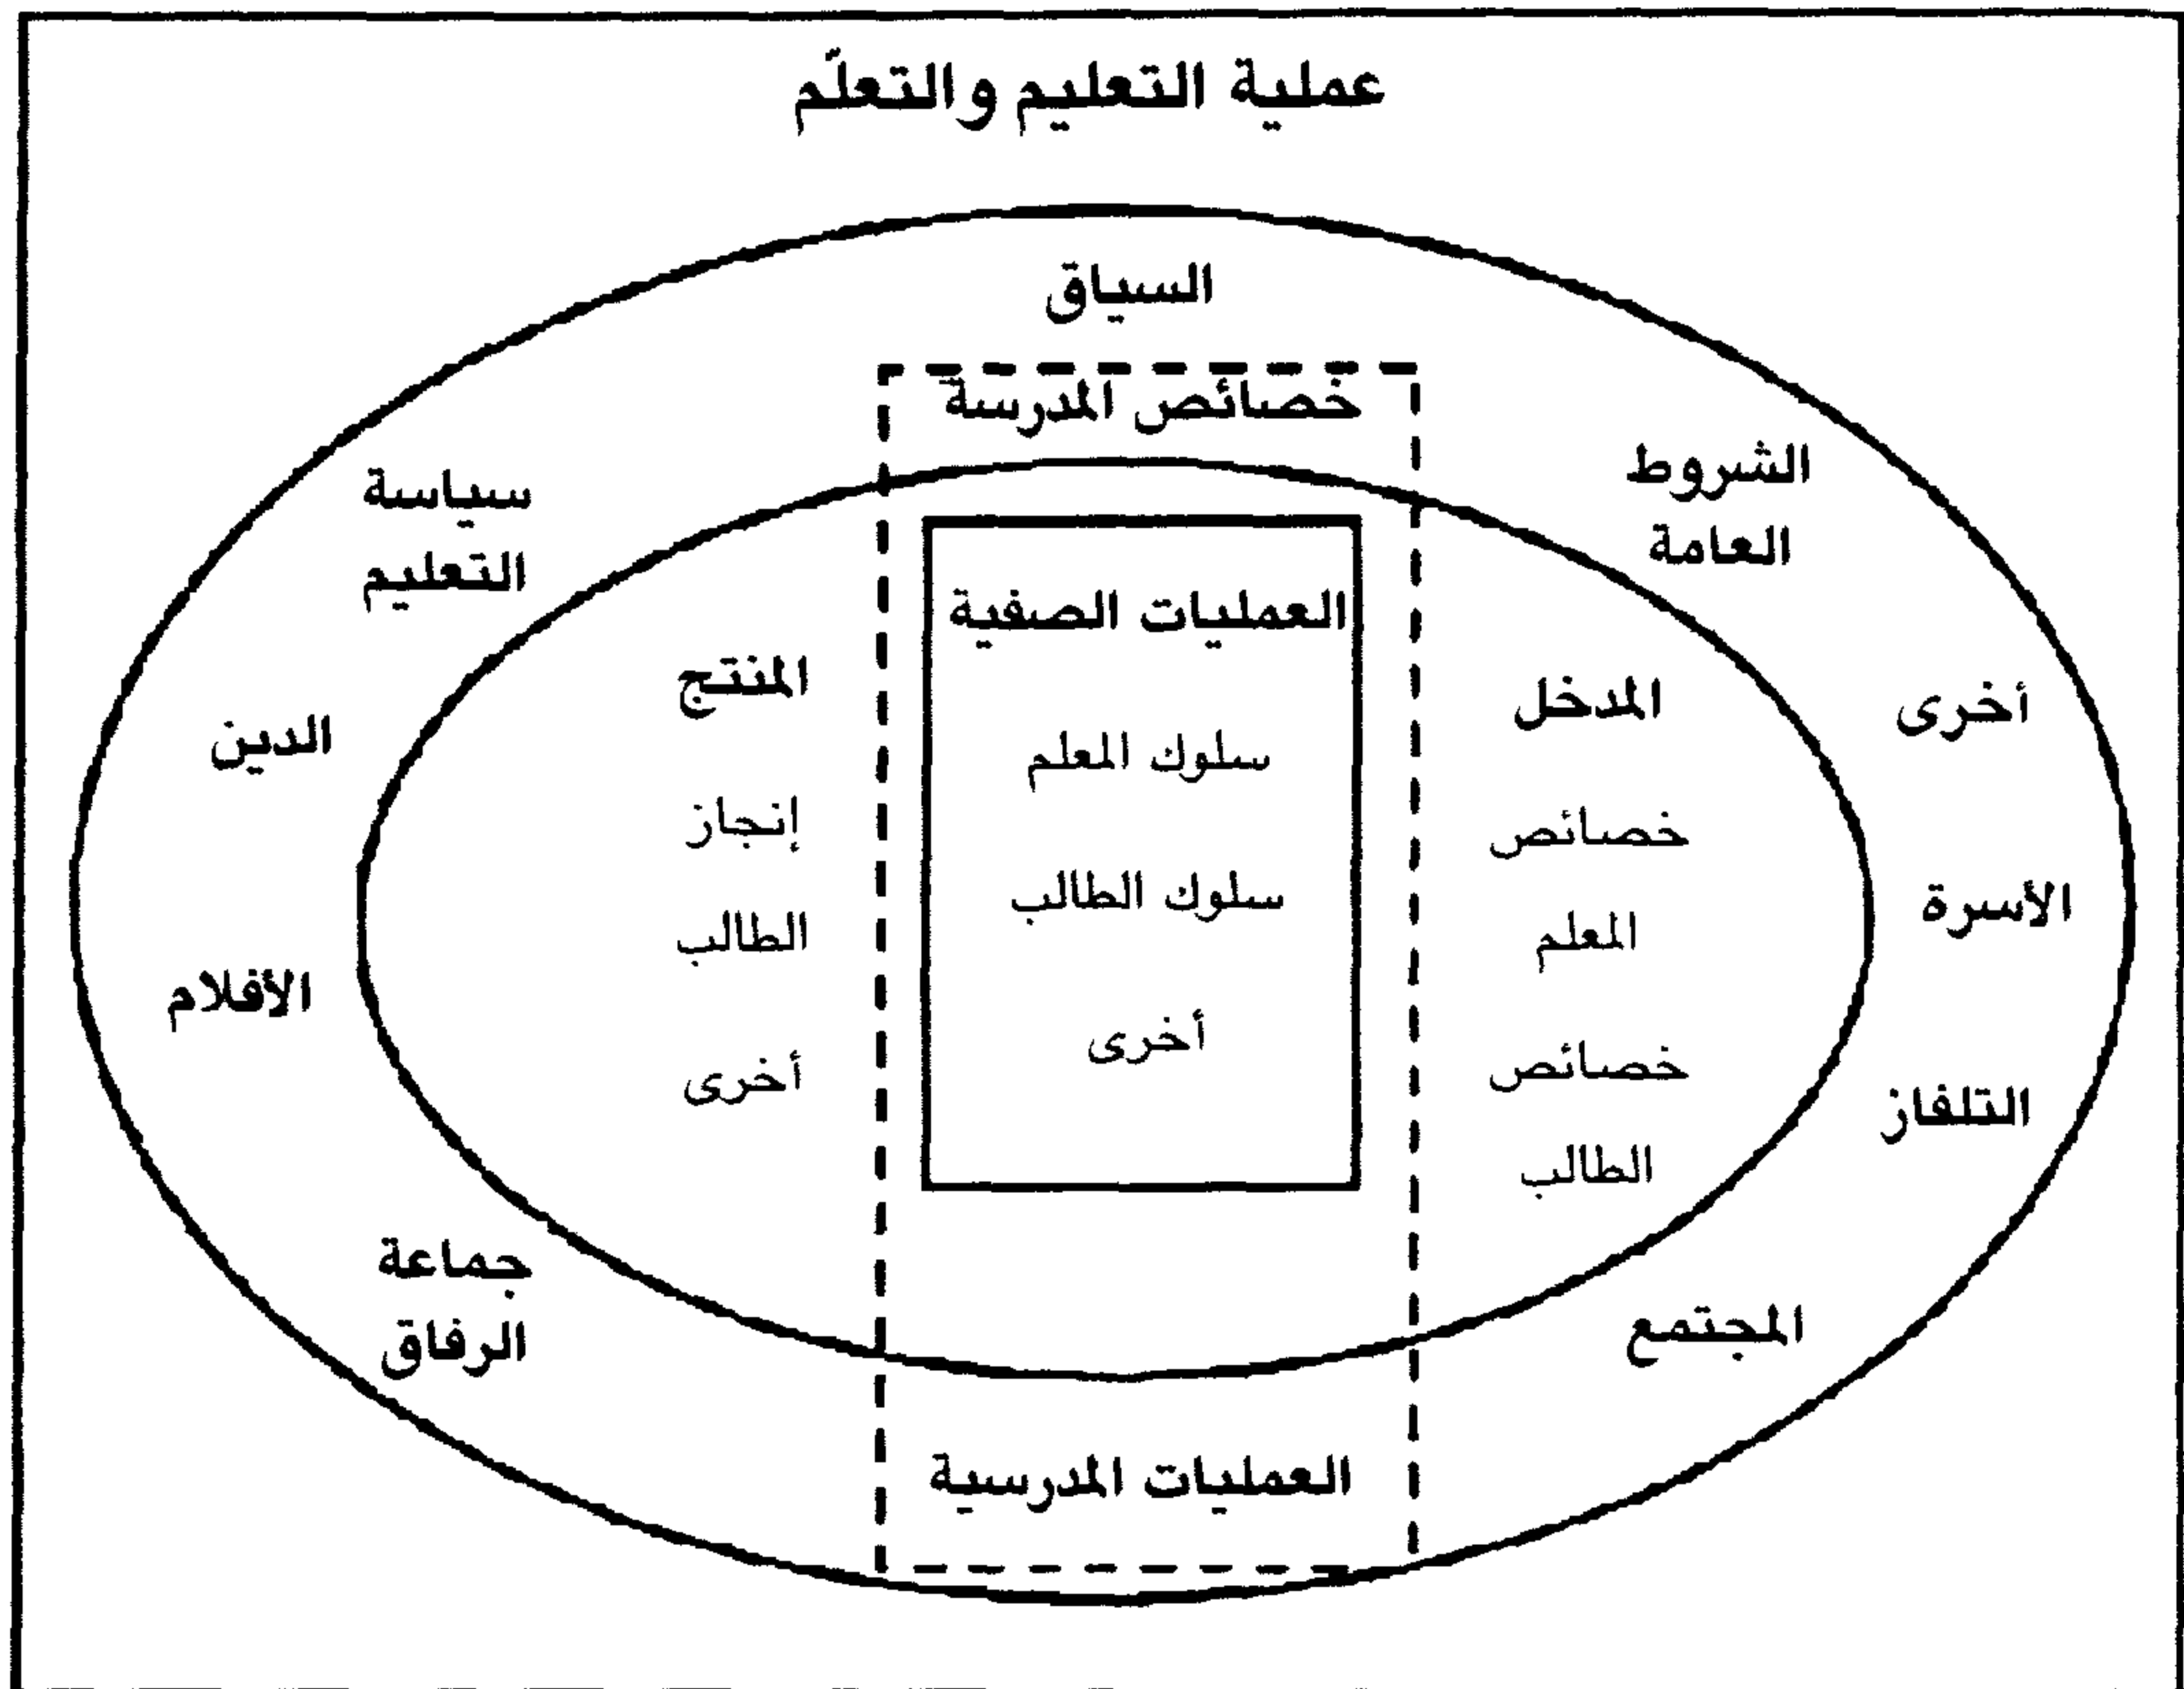 عملية التعليم والتعلّم
السياق
خصائص المدرسة
الشروط
العامة
أخرى
الأسرة
التلفاز
المجتمع
المدخل
خصائص
المعلم
خصائص
الطالب
العمليات الصفية
سلوك المعلم
سلوك الطالب
أخرى
المنتج
إنجاز
الطالب
أخرى
سياسة
التعليم
الدين
الأفلام
جماعة
الرفاق
العمليات المدرسية